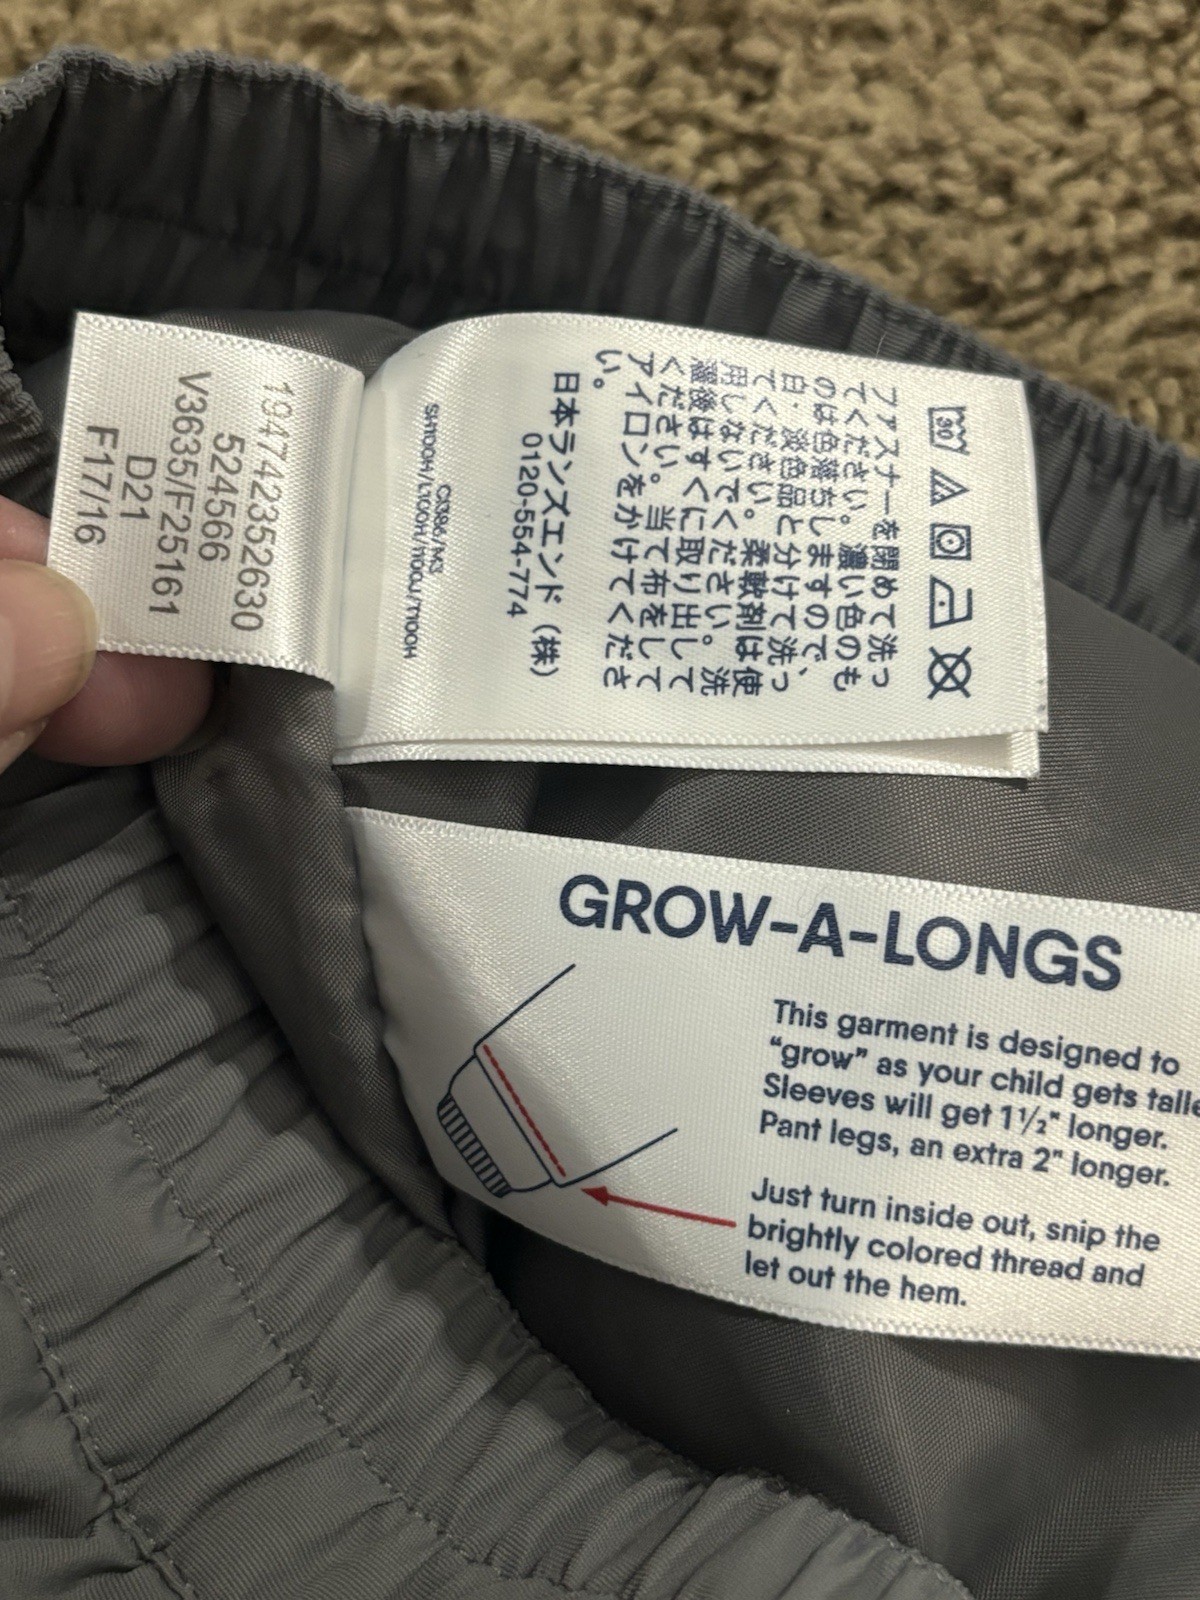 194742352630
524566
V3635/F25161
D21
F17/16
30
ファスナーを閉めて洗っ
てください。濃い色のも
のは色落ちしますので、
白・淡色品と分けて洗っ
てください。柔軟剤は使
用しないでください。洗
濯後はすぐに取り出して
ください。当て布をして
アイロンをかけてくださ
い。
日本ランズエンド（株）
0120-554-774
GROW-A-LONGS
This garment is designed to
“grow” as your child gets talle
Sleeves will get 1½" longer.
Pant legs, an extra 2" longer.
Just turn inside out, snip the
brightly colored thread and
let out the hem.